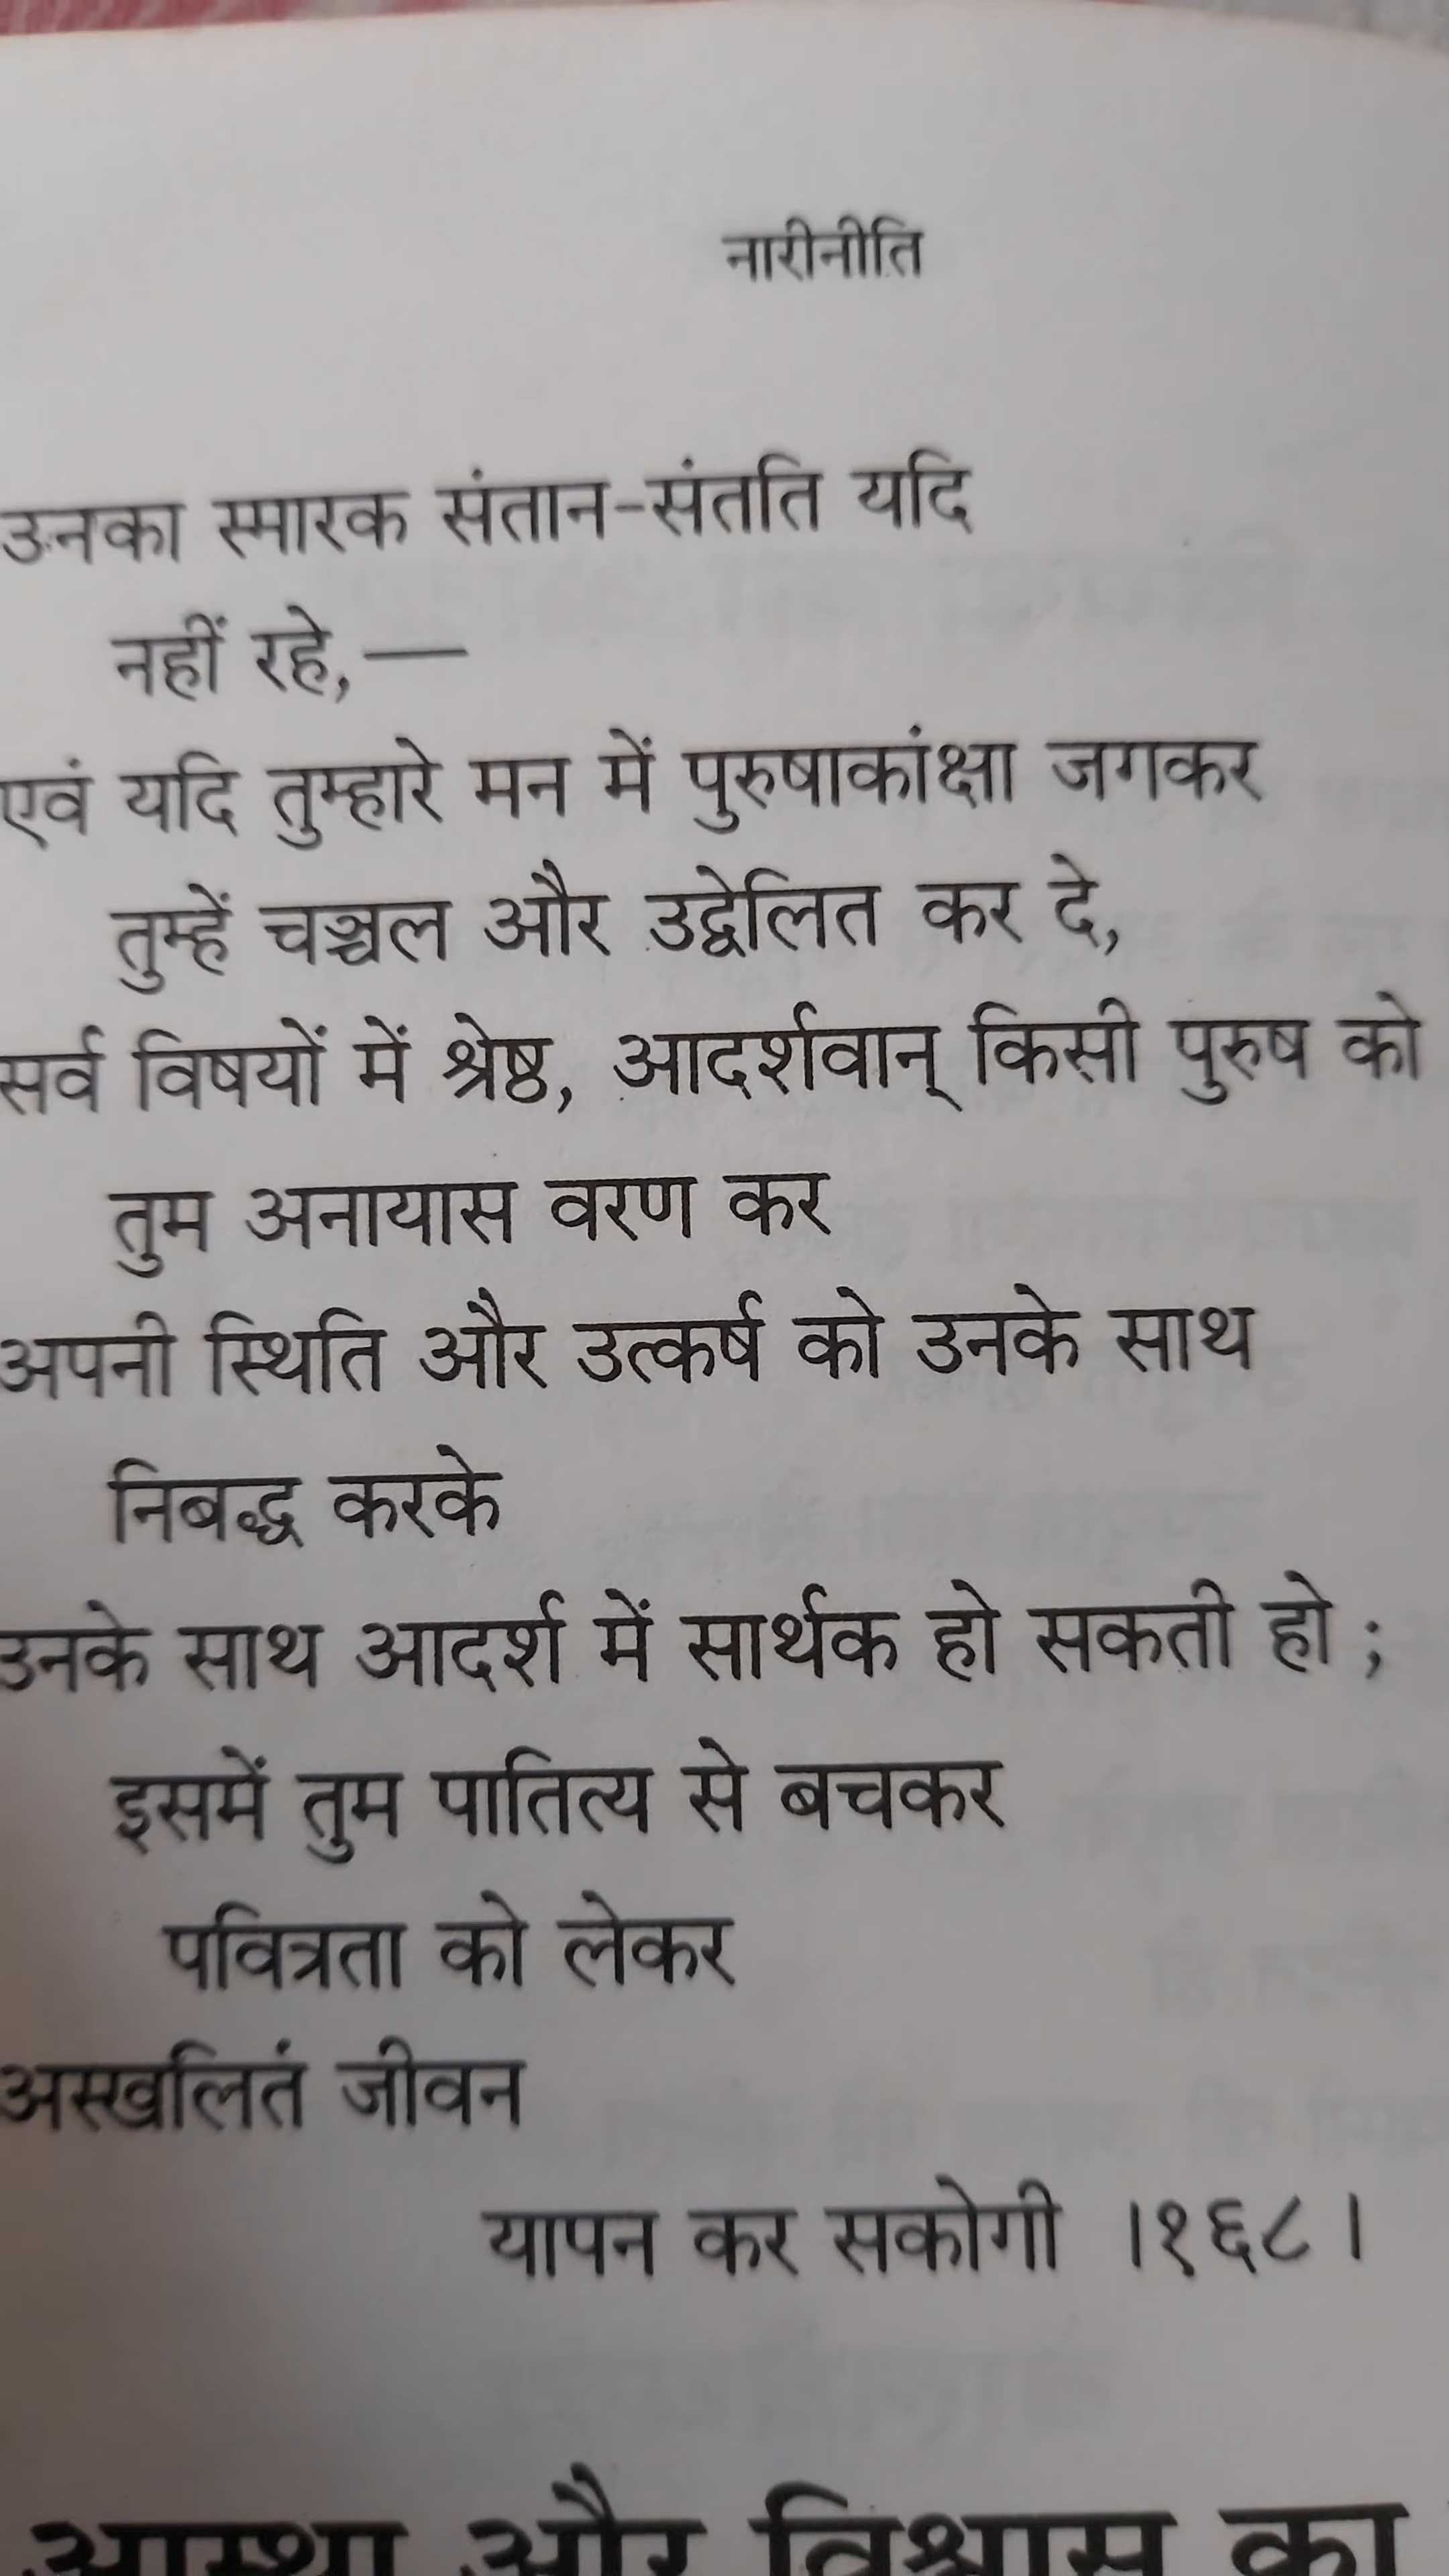 नारीनीति
उनका स्मारक संतान-संतति यदि
नहीं रहे,—
एवं यदि तुम्हारे मन में पुरुषाकांक्षा जगकर
तुम्हें चञ्चल और उद्वेलित कर दे,
सर्व विषयों में श्रेष्ठ, आदर्शवान् किसी पुरुष को
तुम अनायास वरण कर
अपनी स्थिति और उत्कर्ष को उनके साथ
निबद्ध करके
उनके साथ आदर्श में सार्थक हो सकती हो ;
इसमें तुम पातित्य से बचकर
पवित्रता को लेकर
अस्खलितं जीवन
यापन कर सकोगी ।१६८।
आस्था और विश्वास का